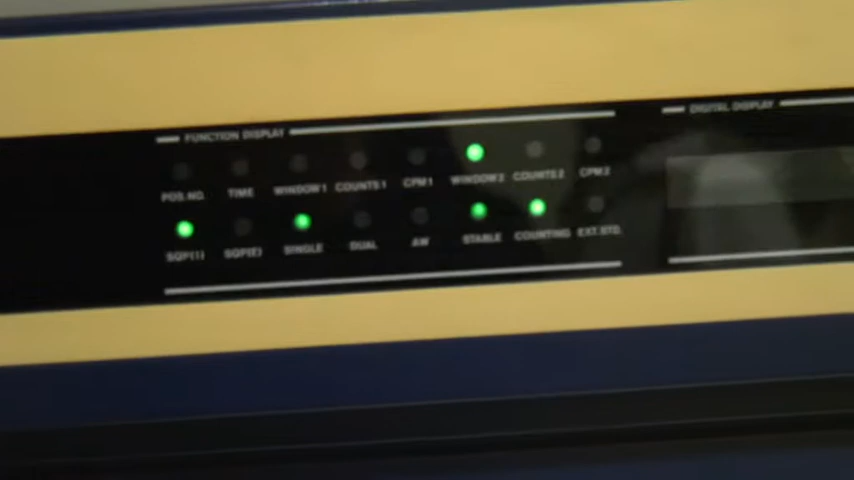 FUNCTION DISPLAY
DIGITAL DISPLAY
POS.NO. TIME WINDOW1 COUNTS1 CPM1 WINDOW2 COUNTS2 CPM2
SQP(1) SQP(E) SINGLE DUAL STABLE COUNTING EXT.STD.